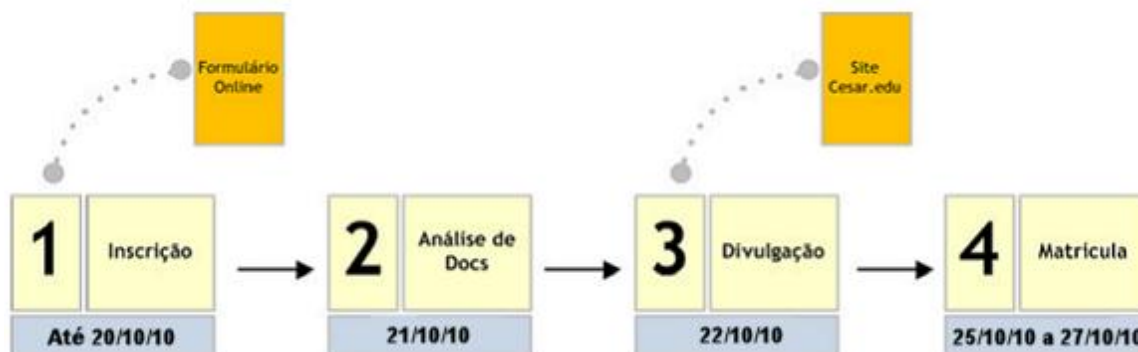 Formulário
Online
Site
Cesar.edu
1
Inscrição
2
Análise de
Docs
3
Divulgação
4
Matricula
Até 20/10/10
21/10/10
22/10/10
25/10/10 a 27/10/10